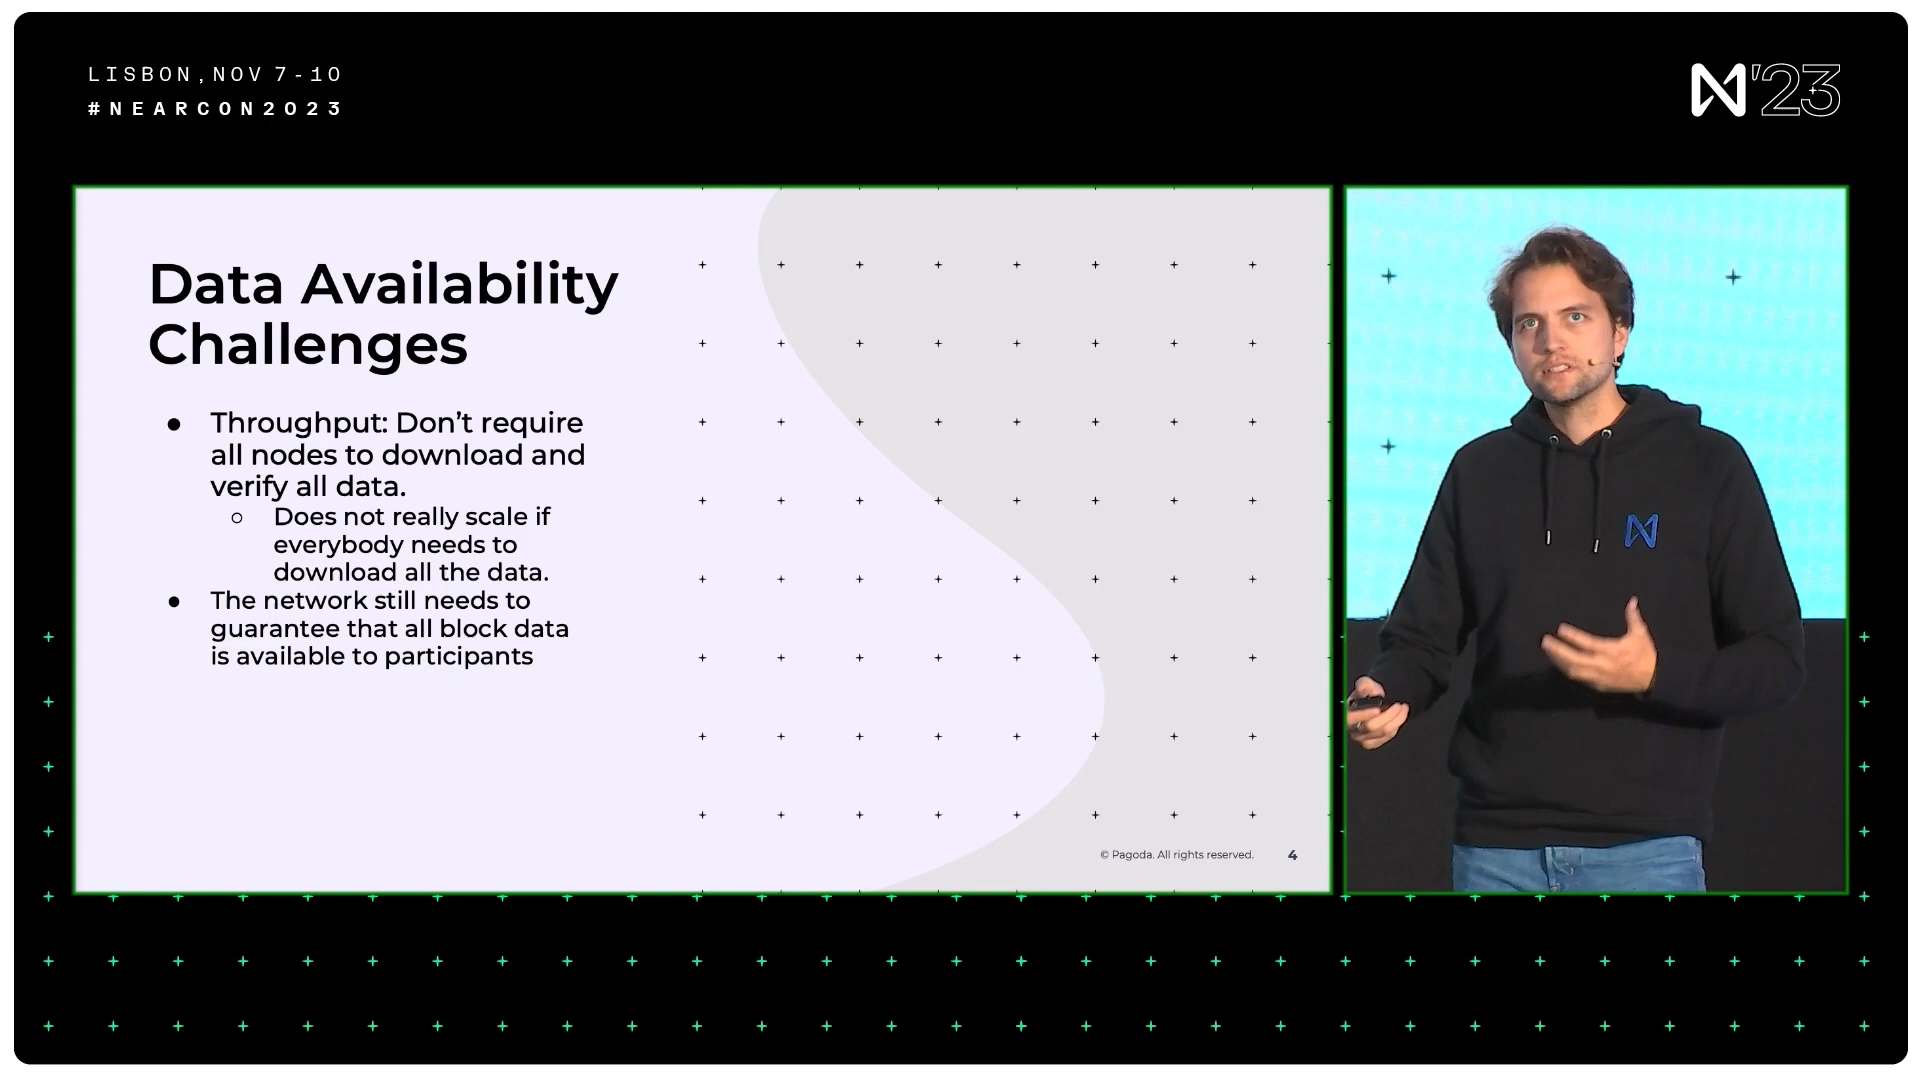 LISBON, NOV 7-10
#NEARCON2023
'23
Data Availability
Challenges
● Throughput: Don't require
all nodes to download and
verify all data.
○ Does not really scale if
everybody needs to
download all the data.
● The network still needs to
guarantee that all block data
is available to participants
© Pagoda. All rights reserved. 4